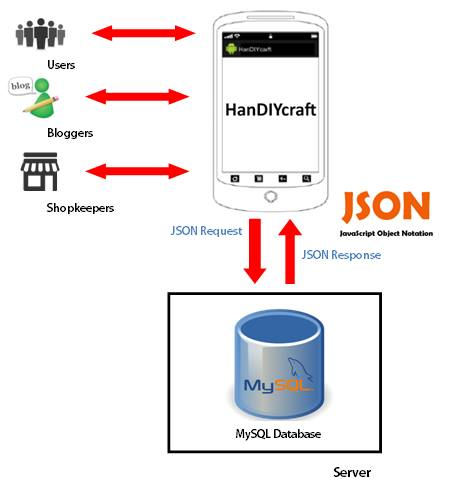 Users
blog
Bloggers
Shopkeepers
HanDIYcraft
HanDIYcraft
JSON
JavaScript Object Notation
JSON Request
JSON Response
MySQL
MySQL Database
Server